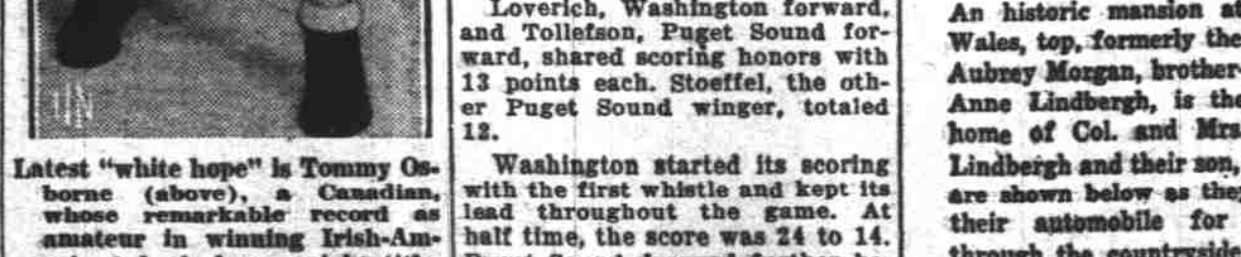 Latest "white hope" is Tommy Os-
borne (above), a Canadian,
whose remarkable record as
amateur in winning Irish-Am-
Loverich, Washington forward,
and Tollefson, Puget Sound for-
ward, shared scoring honors with
13 points each. Stoeffel, the oth-
er Puget Sound winger, totaled
12.
Washington started its scoring
with the first whistle and kept its
lead throughout the game. At
half time, the score was 24 to 14.
An historic mansion at
Wales, top, formerly the
Aubrey Morgan, brother-
Anne Lindbergh, is the
home of Col. and Mrs
Lindbergh and their son,
are shown below as they
their automobile for
through the countryside